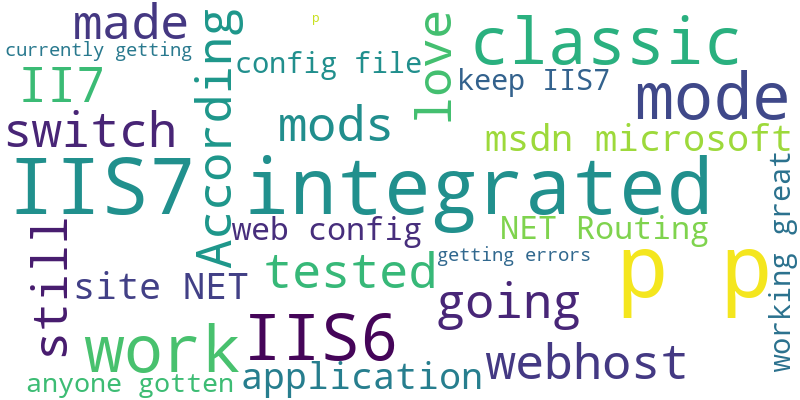 made
p
currently getting
According
love
classic
config file
II7
keep IIS7
mode
mods
switch
msdn microsoft
IIS7 integrated
working great
still
web config
NET Routing
getting errors
p p
tested
site NET
going
IIS6
work
webhost
application
anyone gotten